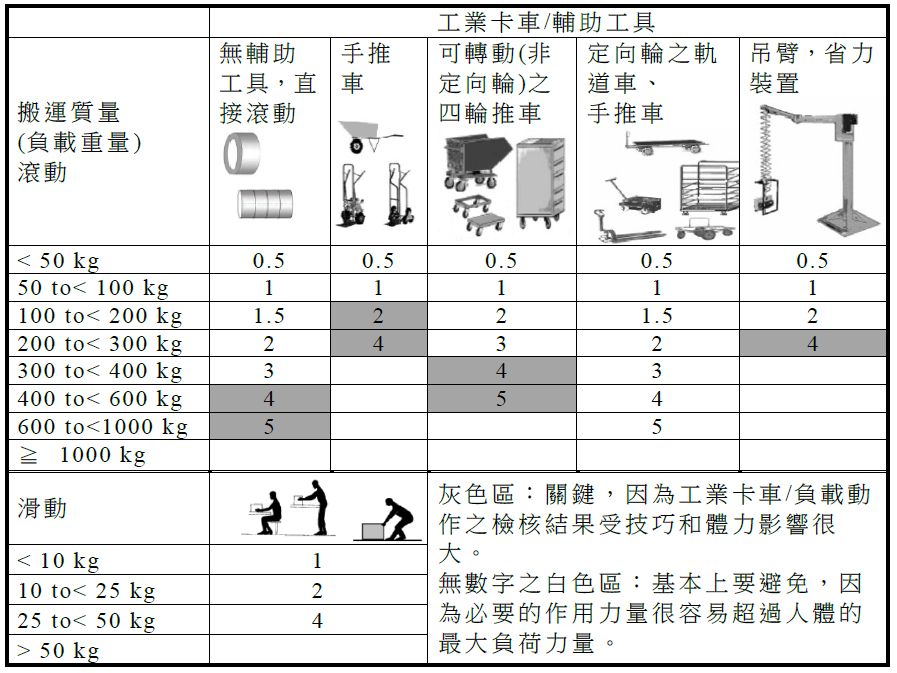 工業卡車/輔助工具
搬運質量
(負載重量)
滾動
無輔助
工具，直
接滾動
手推
車
可轉動(非
定向輪)之
四輪推車
定向輪之軌
道車、
手推車
吊臂，省力
裝置
< 50 kg 0.5 0.5 0.5 0.5 0.5
50 to< 100 kg 1 1 1 1 1
100 to< 200 kg 1.5 2 2 1.5 2
200 to< 300 kg 2 4 3 2 4
300 to< 400 kg 3 4 3
400 to< 600 kg 4 5 4
600 to<1000 kg 5 5
≧ 1000 kg
滑動
< 10 kg 1
10 to< 25 kg 2
25 to< 50 kg 4
> 50 kg
灰色區：關鍵，因為工業卡車/負載動
作之檢核結果受技巧和體力影響很
大。
無數字之白色區：基本上要避免，因
為必要的作用力量很容易超過人體的
最大負荷力量。